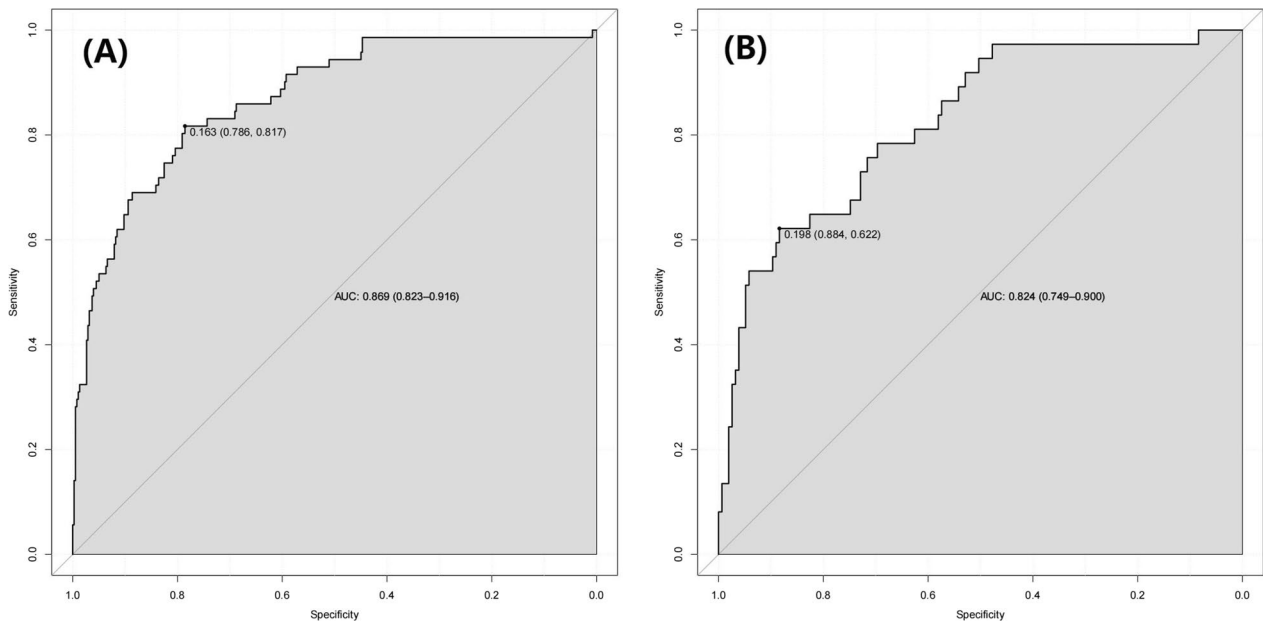 (A)
1.0
0.8
0.6
0.4
0.2
0.0
Sensitivity
0.163 (0.786, 0.817)
AUC: 0.869 (0.823–0.916)
1.0 0.8 0.6 0.4 0.2 0.0
Specificity
(B)
1.0
0.8
0.6
0.4
0.2
0.0
Sensitivity
0.198 (0.884, 0.622)
AUC: 0.824 (0.749–0.900)
1.0 0.8 0.6 0.4 0.2 0.0
Specificity